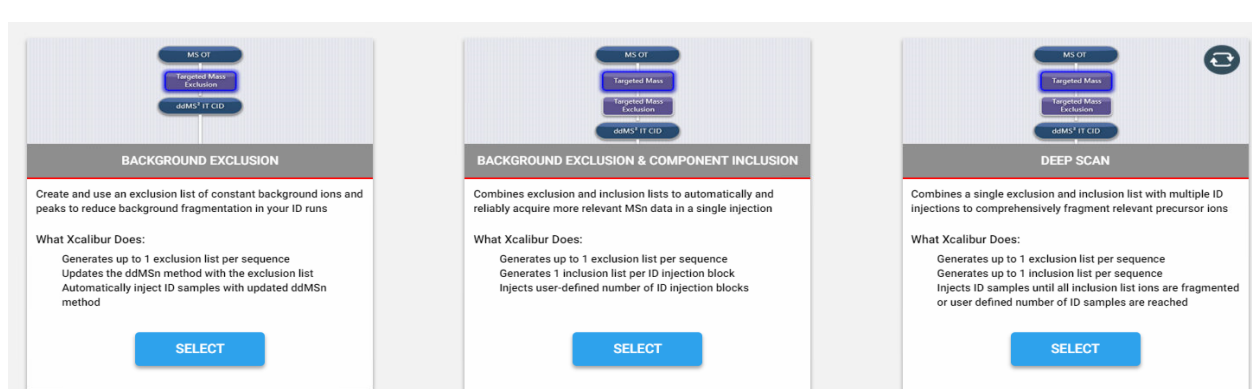 MS OT
Targeted Mass
Exclusion
ddMS² IT CID
BACKGROUND EXCLUSION
Create and use an exclusion list of constant background ions and
peaks to reduce background fragmentation in your ID runs
What Xcalibur Does:
Generates up to 1 exclusion list per sequence
Updates the ddMSn method with the exclusion list
Automatically inject ID samples with updated ddMSn
method
SELECT
MS OT
Targeted Mass
Targeted Mass
Exclusion
ddMS² IT CID
BACKGROUND EXCLUSION & COMPONENT INCLUSION
Combines exclusion and inclusion lists to automatically and
reliably acquire more relevant MSn data in a single injection
What Xcalibur Does:
Generates up to 1 exclusion list per sequence
Generates 1 inclusion list per ID injection block
Injects user-defined number of ID injection blocks
SELECT
MS OT
Targeted Mass
Targeted Mass
Exclusion
ddMS² IT CID
DEEP SCAN
Combines a single exclusion and inclusion list with multiple ID
injections to comprehensively fragment relevant precursor ions
What Xcalibur Does:
Generates up to 1 exclusion list per sequence
Generates up to 1 inclusion list per sequence
Injects ID samples until all inclusion list ions are fragmented
or user defined number of ID samples are reached
SELECT